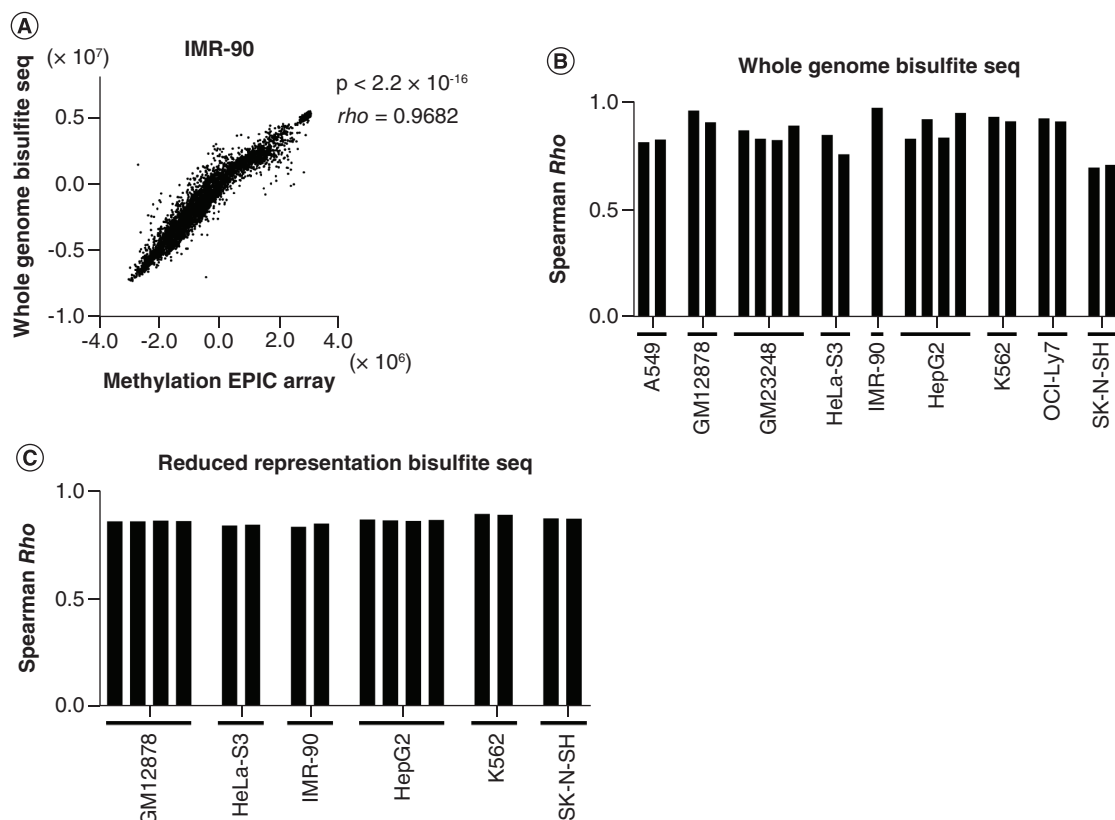 A
IMR-90
(× 10⁷)
p < 2.2 × 10⁻¹⁶
rho = 0.9682
Whole genome bisulfite seq
0.5
0.0
-0.5
-1.0
-4.0 -2.0 0.0 2.0 4.0
(× 10⁶)
Methylation EPIC array
B
Whole genome bisulfite seq
Spearman Rho
1.0
0.5
0.0
A549
GM12878
GM23248
HeLa-S3
IMR-90
HepG2
K562
OCI-Ly7
SK-N-SH
C
Reduced representation bisulfite seq
Spearman Rho
1.0
0.5
0.0
GM12878
HeLa-S3
IMR-90
HepG2
K562
SK-N-SH